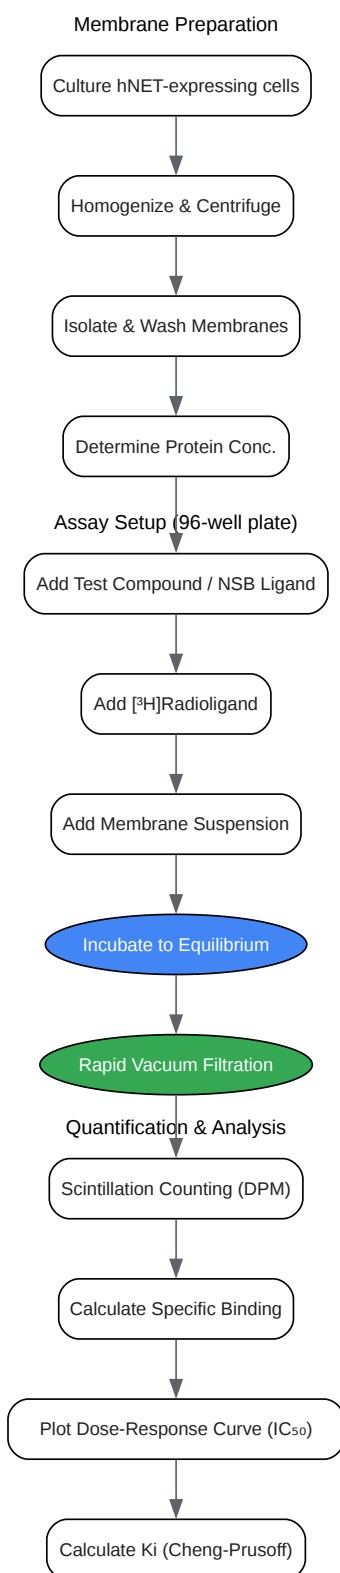 Membrane Preparation
Culture hNET-expressing cells
Homogenize & Centrifuge
Isolate & Wash Membranes
Determine Protein Conc.
Assay Setup (96-well plate)
Add Test Compound / NSB Ligand
Add [³H]Radioligand
Add Membrane Suspension
Incubate to Equilibrium
Rapid Vacuum Filtration
Quantification & Analysis
Scintillation Counting (DPM)
Calculate Specific Binding
Plot Dose-Response Curve (IC₅₀)
Calculate Ki (Cheng-Prusoff)